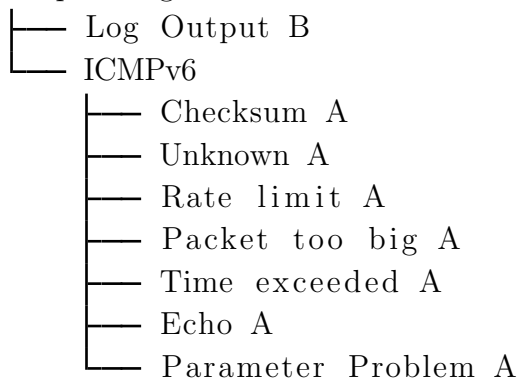 Log Output B
ICMPv6
Checksum A
Unknown A
Rate limit A
Packet too big A
Time exceeded A
Echo A
Parameter Problem A